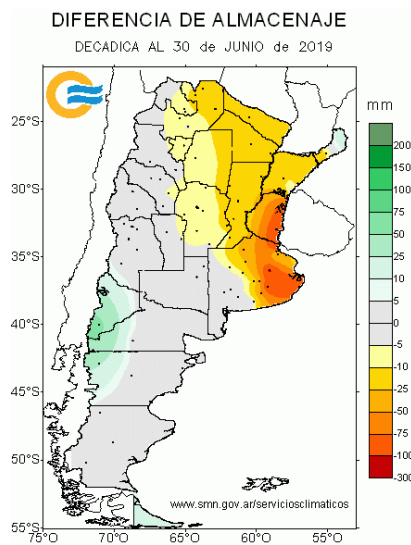 DIFERENCIA DE ALMACENAJE
DECADICA AL 30 de JUNIO de 2019
mm
200
150
100
75
50
25
10
5
0
-5
-10
-25
-50
-75
-100
-300
25°S
30°S
35°S
40°S
45°S
50°S
55°S
75°O
70°O
65°O
60°O
55°O
www.smn.gov.ar/serviciosclimaticos